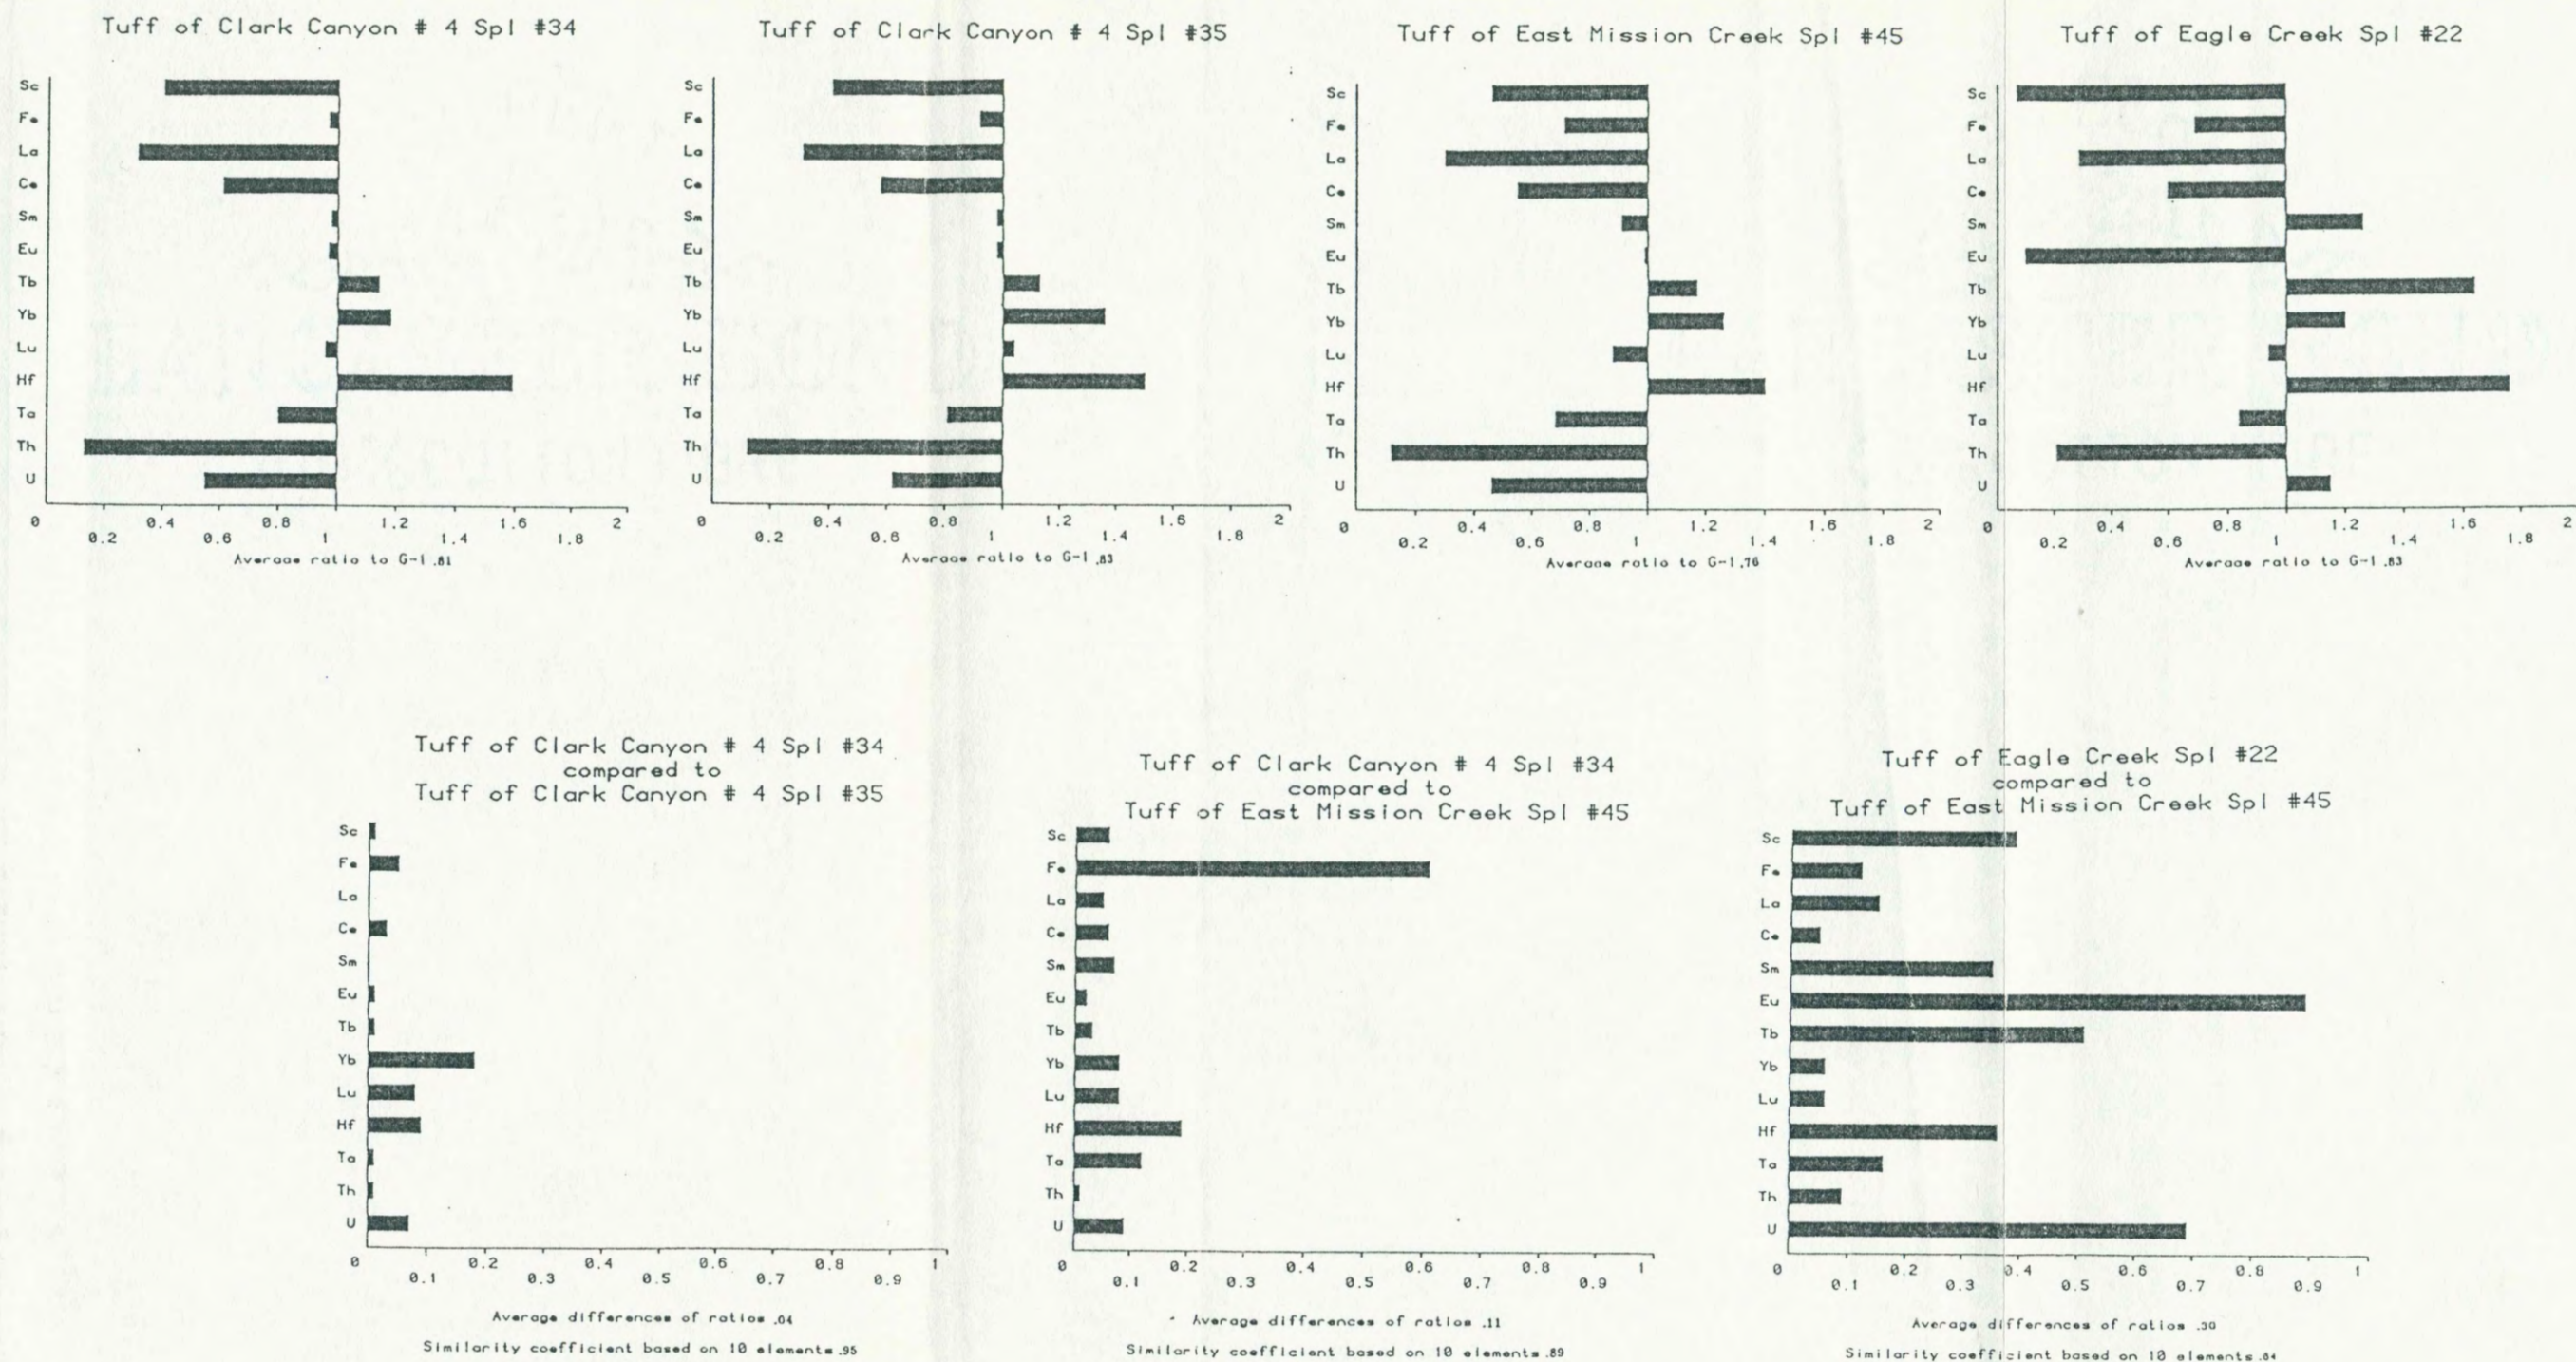 Tuff of Clark Canyon # 4 Spl #34
Sc
Fe
La
Ce
Sm
Eu
Tb
Yb
Lu
Hf
Ta
Th
U
0 0.4 0.8 1.2 1.6 2
0.2 0.6 1 1.4 1.8
Average ratio to G-1 .81
Tuff of Clark Canyon # 4 Spl #35
Sc
Fe
La
Ce
Sm
Eu
Tb
Yb
Lu
Hf
Ta
Th
U
0 0.4 0.8 1.2 1.6 2
0.2 0.6 1 1.4 1.8
Average ratio to G-1 .83
Tuff of East Mission Creek Spl #45
Sc
Fe
La
Ce
Sm
Eu
Tb
Yb
Lu
Hf
Ta
Th
U
0 0.4 0.8 1.2 1.6 2
0.2 0.6 1 1.4 1.8
Average ratio to G-1 .76
Tuff of Eagle Creek Spl #22
Sc
Fe
La
Ce
Sm
Eu
Tb
Yb
Lu
Hf
Ta
Th
U
0 0.4 0.8 1.2 1.6 2
0.2 0.6 1 1.4 1.8
Average ratio to G-1 .83
Tuff of Clark Canyon # 4 Spl #34
compared to
Tuff of Clark Canyon # 4 Spl #35
Sc
Fe
La
Ce
Sm
Eu
Tb
Yb
Lu
Hf
Ta
Th
U
0 0.2 0.4 0.6 0.8 1
0.1 0.3 0.5 0.7 0.9
Average differences of ratios .04
Similarity coefficient based on 10 elements .95
Tuff of Clark Canyon # 4 Spl #34
compared to
Tuff of East Mission Creek Spl #45
Sc
Fe
La
Ce
Sm
Eu
Tb
Yb
Lu
Hf
Ta
Th
U
0 0.2 0.4 0.6 0.8 1
0.1 0.3 0.5 0.7 0.9
Average differences of ratios .11
Similarity coefficient based on 10 elements .89
Tuff of Eagle Creek Spl #22
compared to
Tuff of East Mission Creek Spl #45
Sc
Fe
La
Ce
Sm
Eu
Tb
Yb
Lu
Hf
Ta
Th
U
0 0.2 0.4 0.6 0.8 1
0.1 0.3 0.5 0.7 0.9
Average differences of ratios .30
Similarity coefficient based on 10 elements